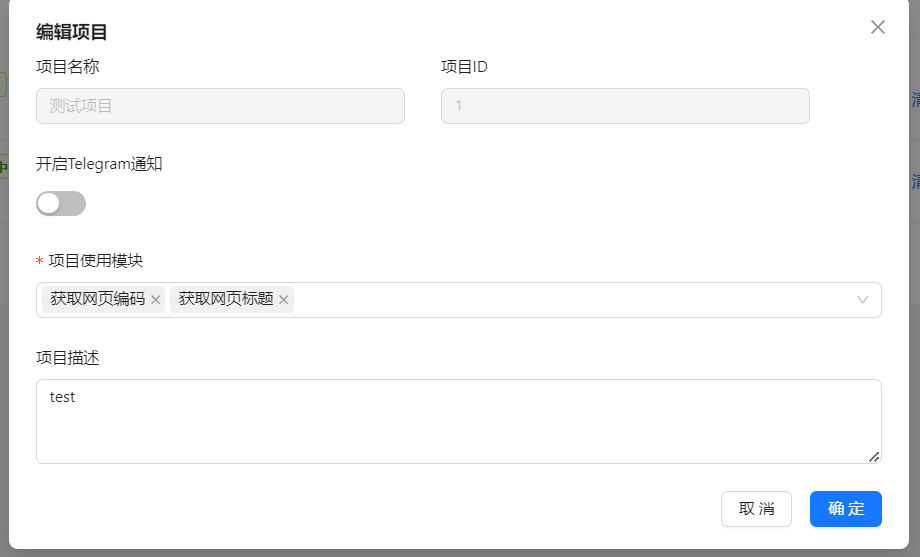 编辑项目
项目名称
项目ID
测试项目
1
开启Telegram通知
* 项目使用模块
获取网页编码
获取网页标题
项目描述
test
取 消
确 定